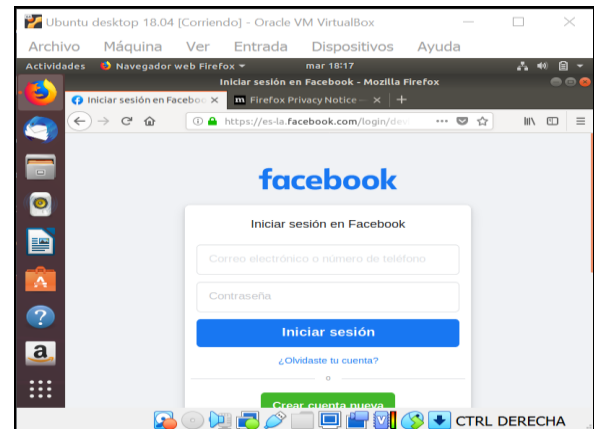 Ubuntu desktop 18.04 [Corriendo] - Oracle VM VirtualBox
Archivo Máquina Ver Entrada Dispositivos Ayuda
Actividades Navegador web Firefox mar 18:17
Iniciar sesión en Facebook - Mozilla Firefox
Iniciar sesión en Faceboo m Firefox Privacy Notice —
https://es-la.facebook.com/login/dev
facebook
Iniciar sesión en Facebook
Correo electrónico o número de teléfono
Contraseña
Iniciar sesión
¿Olvidaste tu cuenta?
o
Crear cuenta nueva
a
CTRL DERECHA